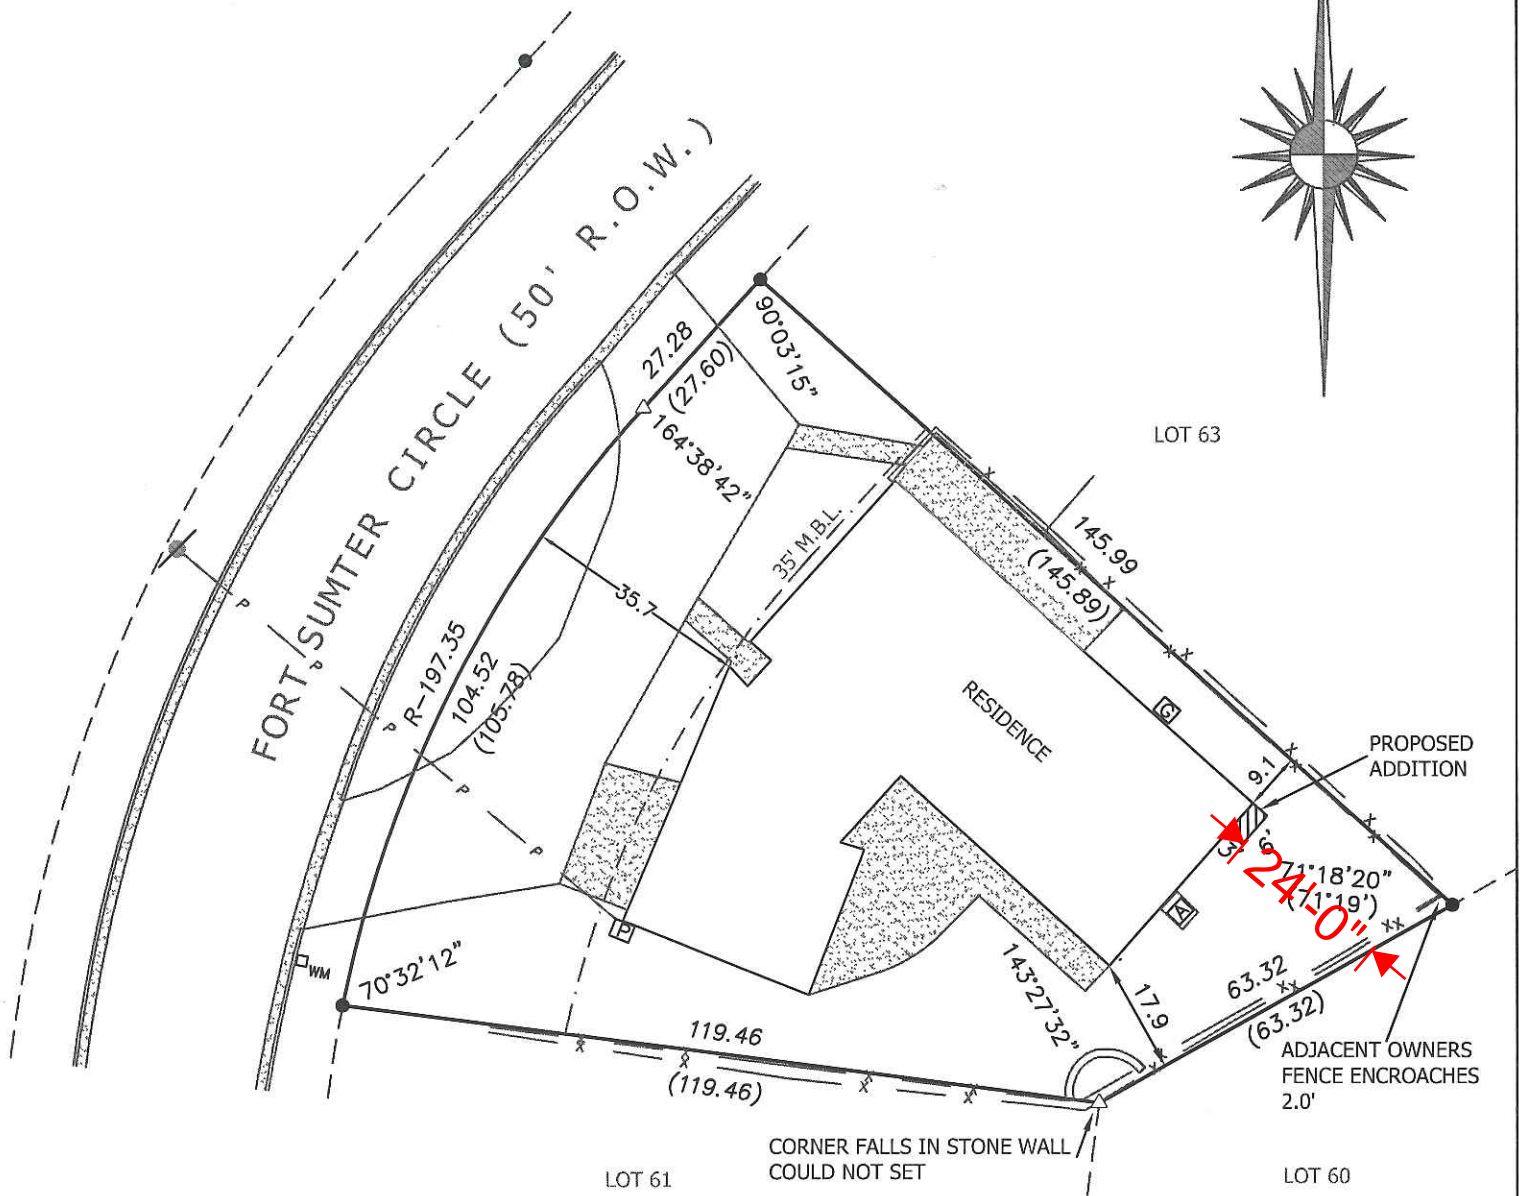 FORT SUMTER CIRCLE (50' R.O.W.)
27.28
(27.60)
90°03'15"
164°38'42"
LOT 63
145.99
(145.89)
35' M.B.L.
35.7
R-197.35
104.52
(105.78)
P
P
P
P
P
RESIDENCE
G
9.1
PROPOSED
ADDITION
3'
6'
24'-0"
71°18'20"
(71°19')
A
P
WM
70°32'12"
143°27'32"
17.9
63.32
(63.32)
119.46
(119.46)
ADJACENT OWNERS
FENCE ENCROACHES
2.0'
CORNER FALLS IN STONE WALL
COULD NOT SET
LOT 61
LOT 60